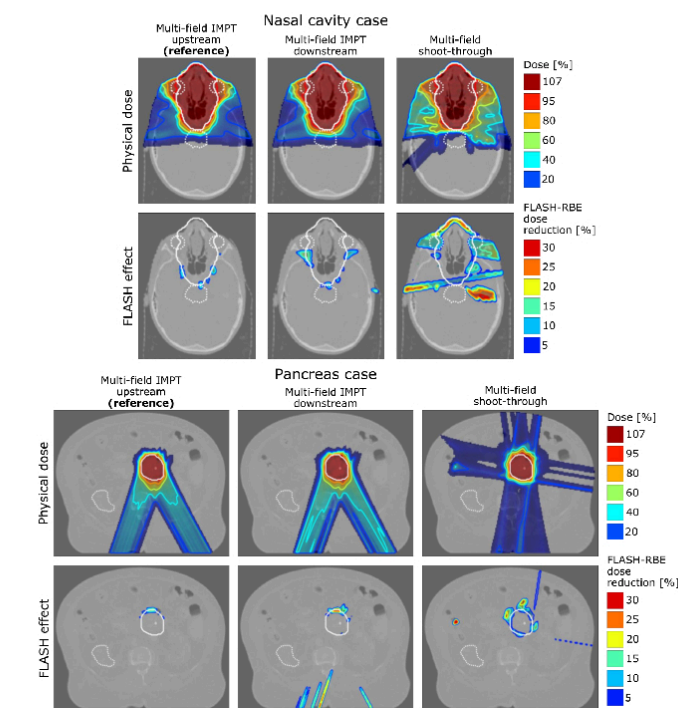 Nasal cavity case
Multi-field IMPT
upstream
(reference)
Multi-field IMPT
downstream
Multi-field
shoot-through
Physical dose
Dose [%]
107
95
80
60
40
20
FLASH effect
FLASH-RBE
dose
reduction [%]
30
25
20
15
10
5
Pancreas case
Multi-field IMPT
upstream
(reference)
Multi-field IMPT
downstream
Multi-field
shoot-through
Physical dose
Dose [%]
107
95
80
60
40
20
FLASH effect
FLASH-RBE
dose
reduction [%]
30
25
20
15
10
5